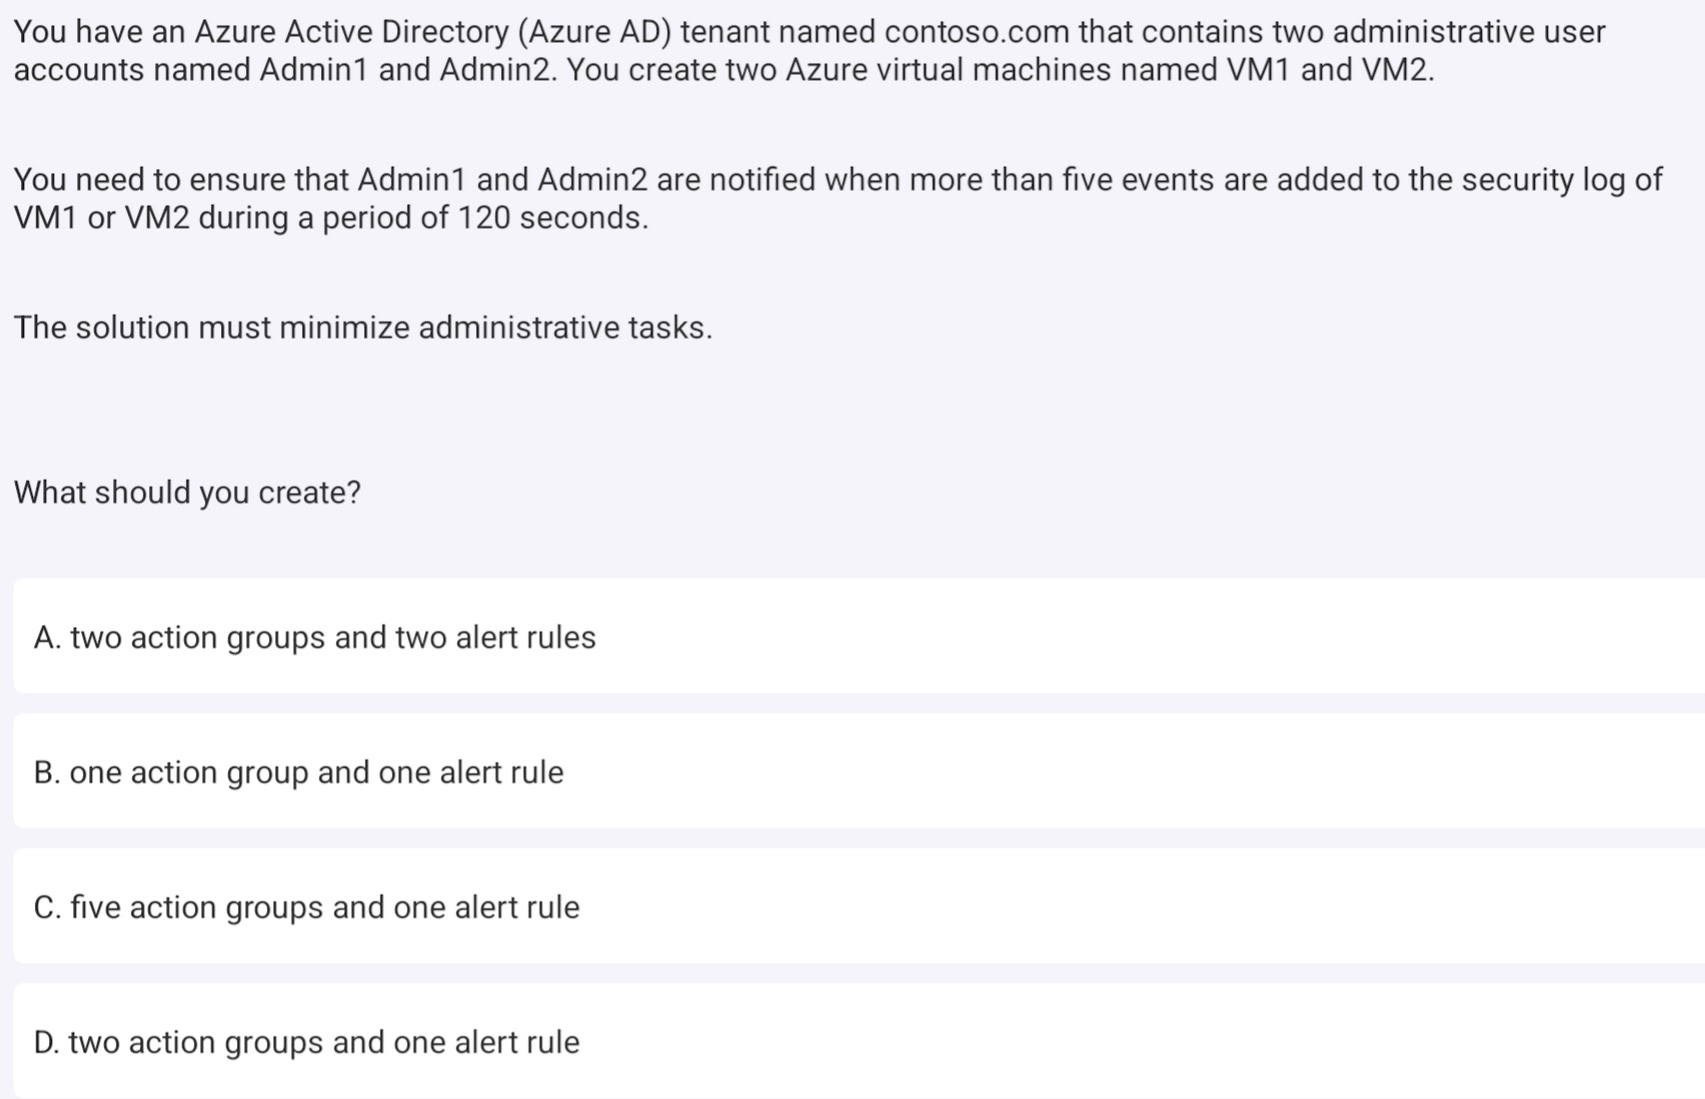 You have an Azure Active Directory (Azure AD) tenant named contoso.com that contains two administrative user
accounts named Admin1 and Admin2. You create two Azure virtual machines named VM1 and VM2.
You need to ensure that Admin1 and Admin2 are notified when more than five events are added to the security log of
VM1 or VM2 during a period of 120 seconds.
The solution must minimize administrative tasks.
What should you create?
A. two action groups and two alert rules
B. one action group and one alert rule
C. five action groups and one alert rule
D. two action groups and one alert rule